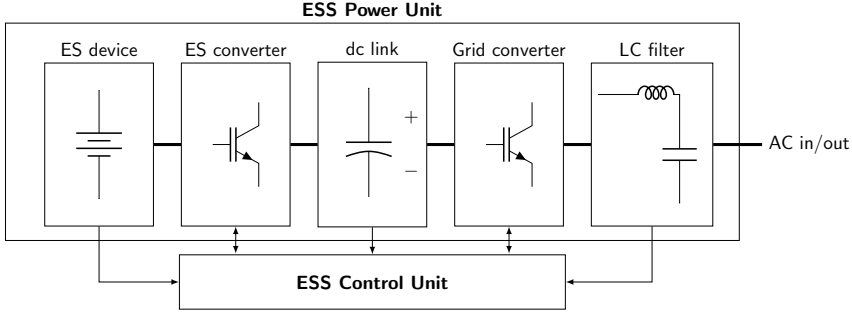 ESS Power Unit
ES device ES converter dc link Grid converter LC filter
+
AC in/out
−
ESS Control Unit